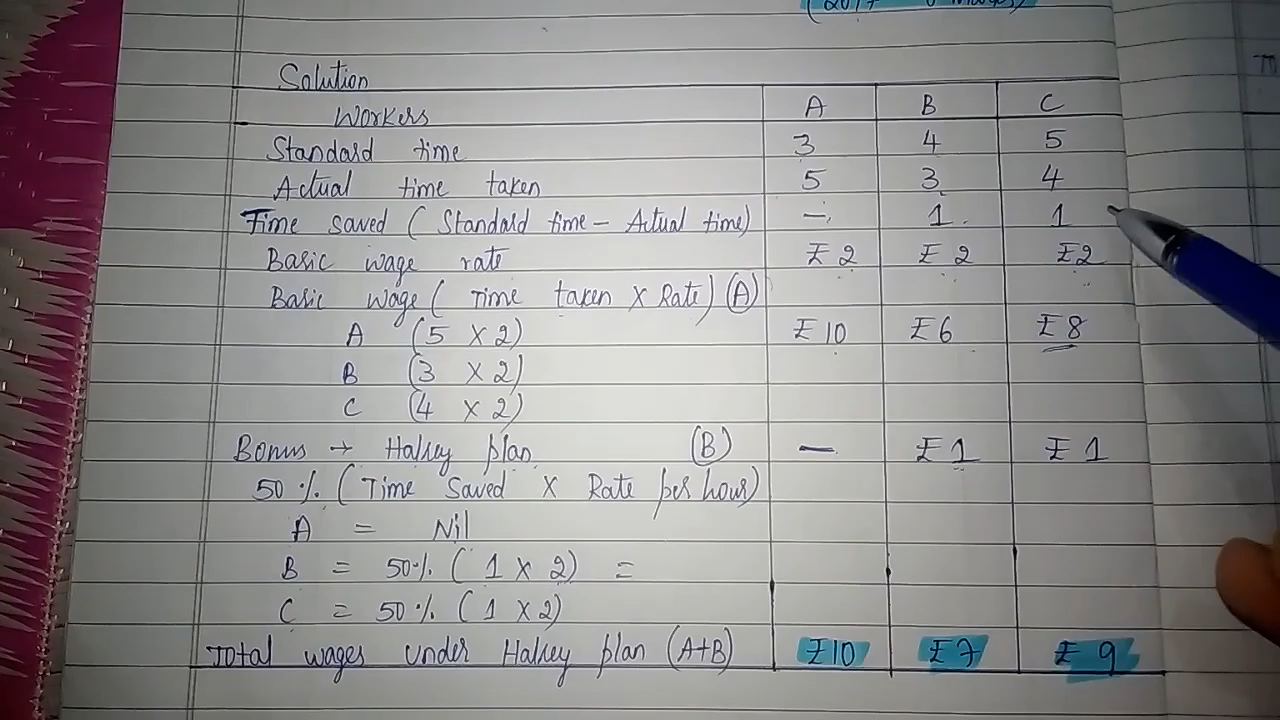 (2017
Solution
Workers A B C
Standard time 3 4 5
Actual time taken 5 3 4
Time saved ( Standard time - Actual time) - 1 1
Basic wage rate ₹2 ₹2 ₹2
Basic wage ( Time taken X Rate) (A)
A (5 X 2) ₹10 ₹6 ₹8
B (3 X 2)
C (4 X 2)
Bonus → Halsey plan (B) — ₹1 ₹1
50 % ( Time Saved X Rate per hour)
A = Nil
B = 50% ( 1 X 2) =
C = 50% ( 1 X 2)
Total wages under Halsey plan (A+B) ₹10 ₹7 ₹9